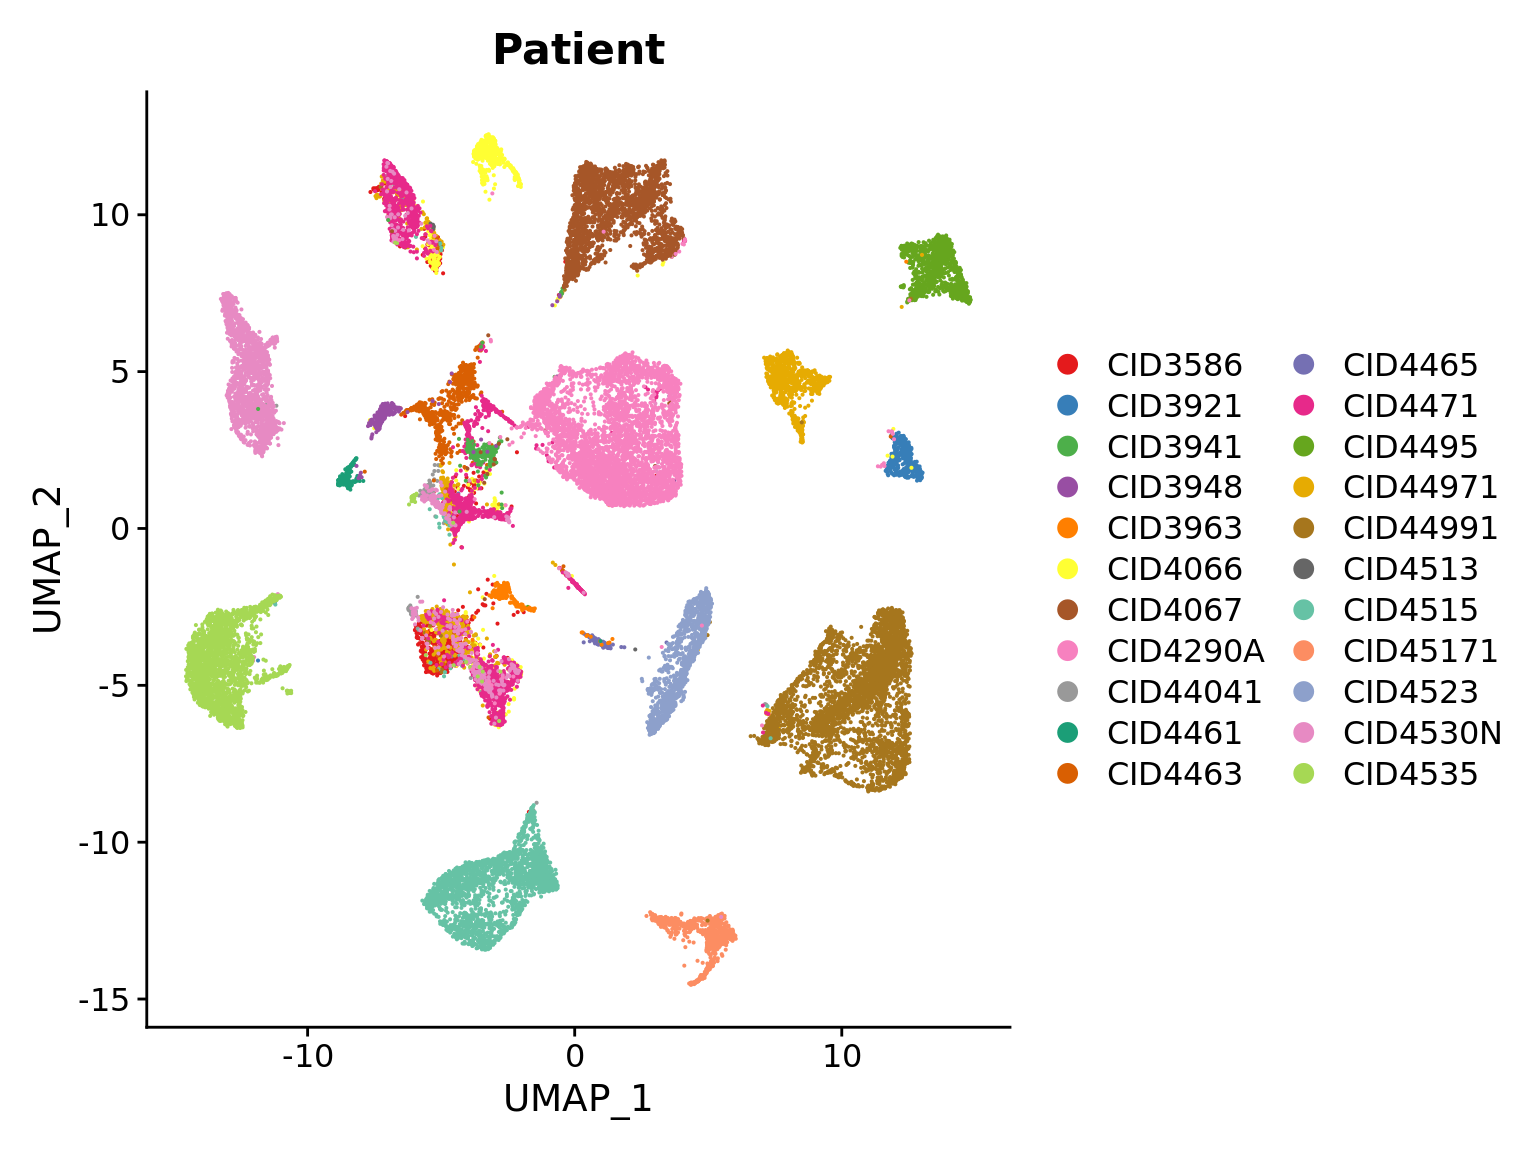 Patient
10
5
0
-5
-10
-15
UMAP_2
-10 0 10
UMAP_1
CID3586 CID4465
CID3921 CID4471
CID3941 CID4495
CID3948 CID44971
CID3963 CID44991
CID4066 CID4513
CID4067 CID4515
CID4290A CID45171
CID44041 CID4523
CID4461 CID4530N
CID4463 CID4535